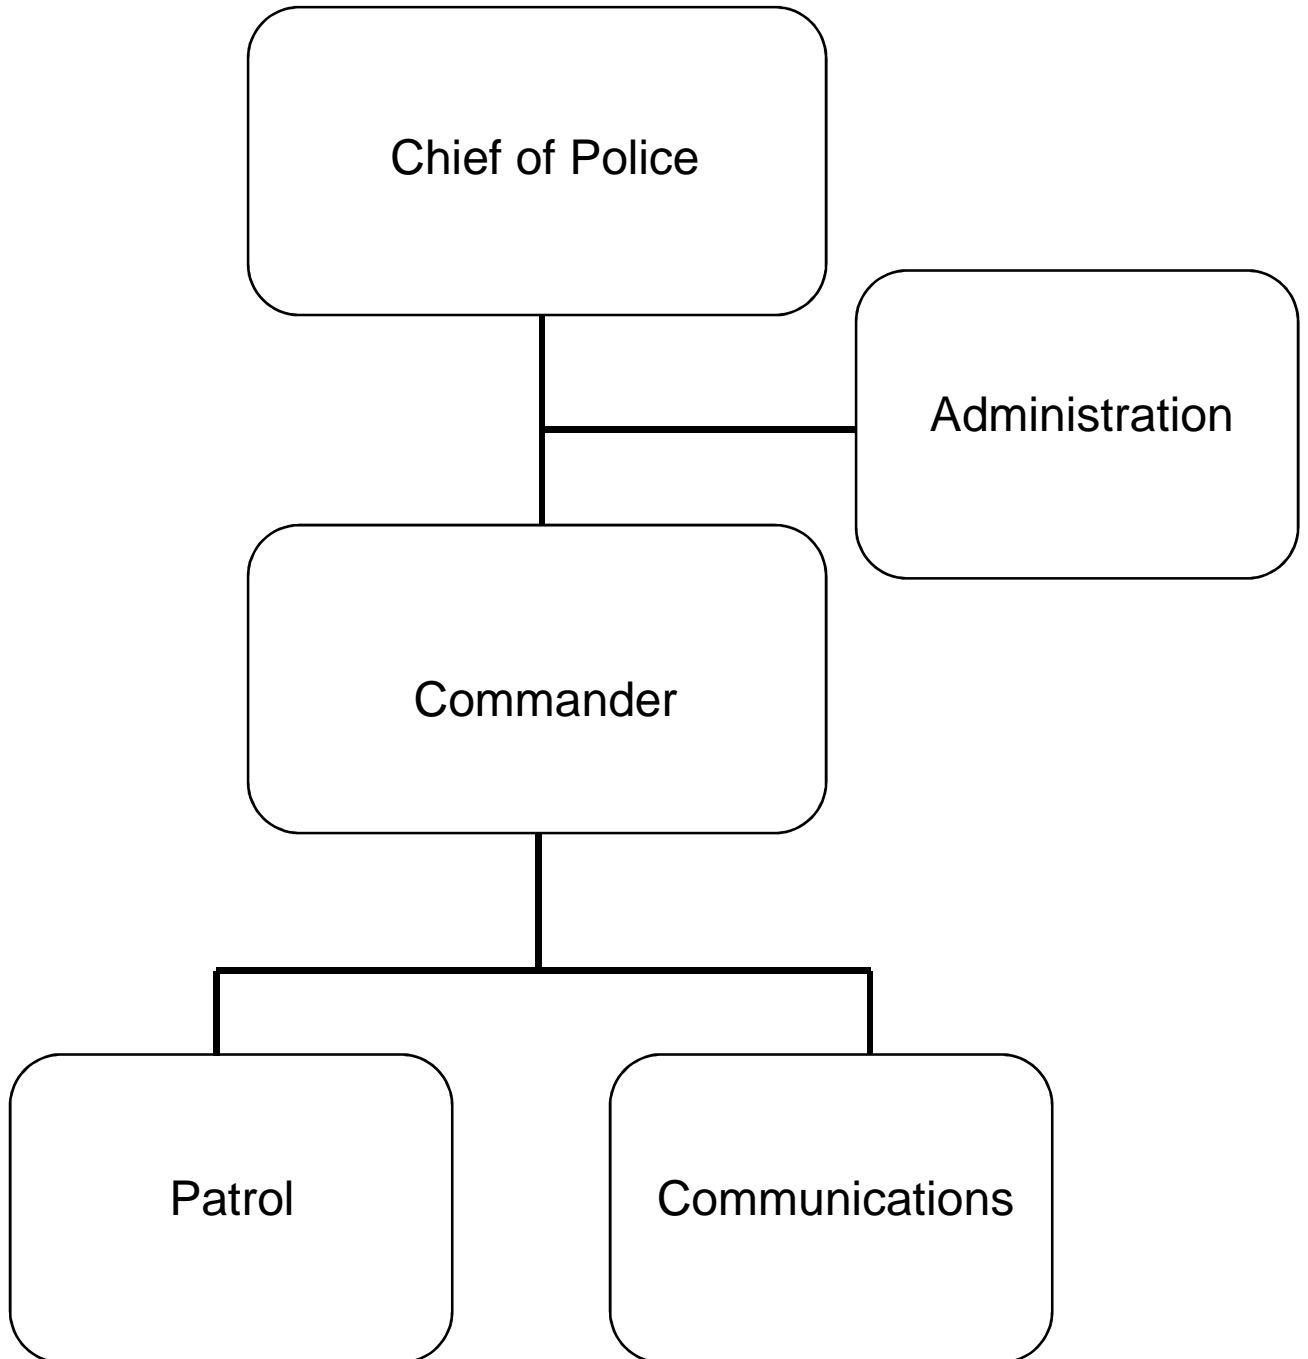 Chief of Police
Administration
Commander
Patrol
Communications